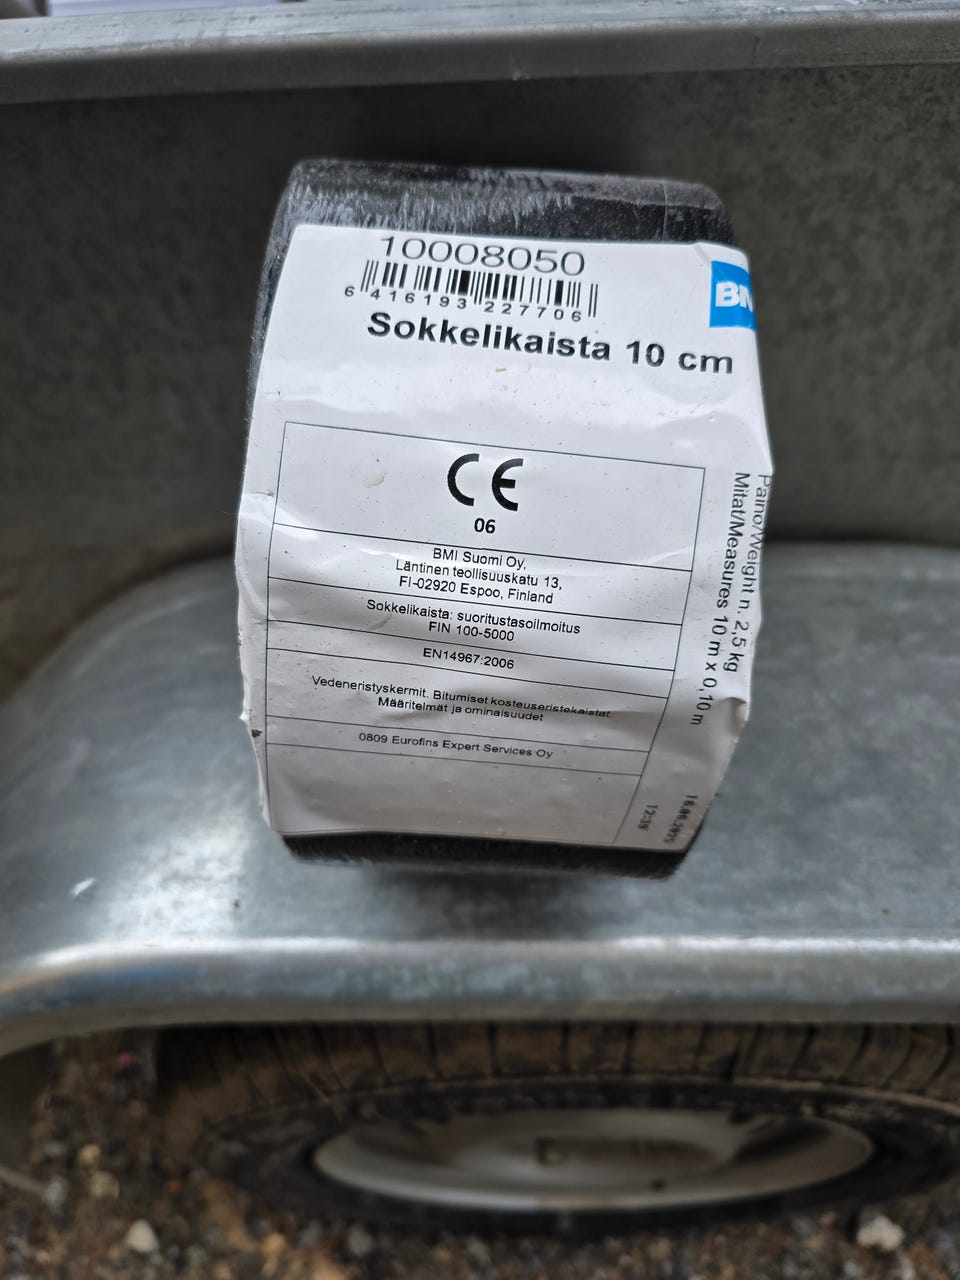 10008050
6 416193 227706
BM
Sokkelikaista 10 cm
CE
06
BMI Suomi Oy,
Läntinen teollisuuskatu 13,
FI-02920 Espoo, Finland
Sokkelikaista: suoritustasoilmoitus
FIN 100-5000
EN14967:2006
Vedeneristyskermit. Bitumiset kosteuseristekaistat.
Määritelmät ja ominaisuudet
0809 Eurofins Expert Services Oy
Paino/Weight n. 2,5 kg
Mitat/Measures 10 m x 0,10 m
12:39